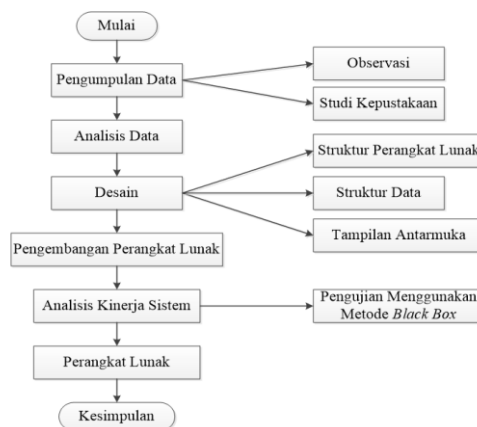 Mulai
Pengumpulan Data
Observasi
Studi Kepustakaan
Analisis Data
Desain
Struktur Perangkat Lunak
Struktur Data
Tampilan Antarmuka
Pengembangan Perangkat Lunak
Analisis Kinerja Sistem
Pengujian Menggunakan
Metode Black Box
Perangkat Lunak
Kesimpulan